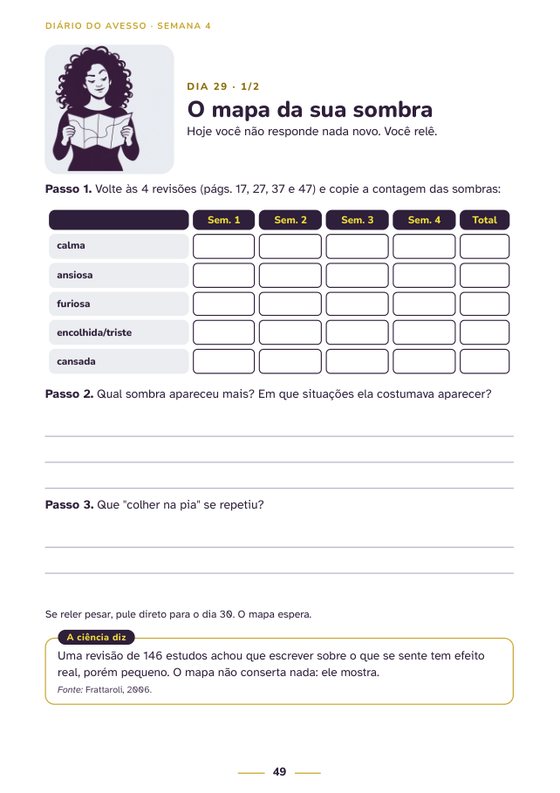 DIÁRIO DO AVESSO · SEMANA 4
DIA 29 · 1/2
O mapa da sua sombra
Hoje você não responde nada novo. Você relê.
Passo 1. Volte às 4 revisões (págs. 17, 27, 37 e 47) e copie a contagem das sombras:
Sem. 1 Sem. 2 Sem. 3 Sem. 4 Total
calma
ansiosa
furiosa
encolhida/triste
cansada
Passo 2. Qual sombra apareceu mais? Em que situações ela costumava aparecer?
Passo 3. Que "colher na pia" se repetiu?
Se reler pesar, pule direto para o dia 30. O mapa espera.
A ciência diz
Uma revisão de 146 estudos achou que escrever sobre o que se sente tem efeito
real, porém pequeno. O mapa não conserta nada: ele mostra.
Fonte: Frattaroli, 2006.
49